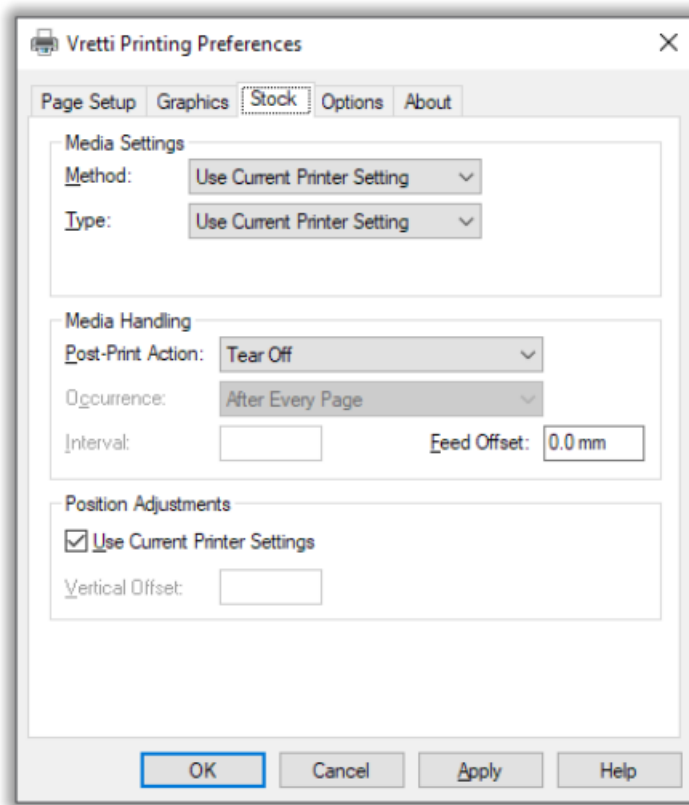 Vretti Printing Preferences
Page Setup Graphics Stock Options About
Media Settings
Method: Use Current Printer Setting
Type: Use Current Printer Setting
Media Handling
Post-Print Action: Tear Off
Occurrence: After Every Page
Interval: Feed Offset: 0.0 mm
Position Adjustments
Use Current Printer Settings
Vertical Offset:
OK Cancel Apply Help